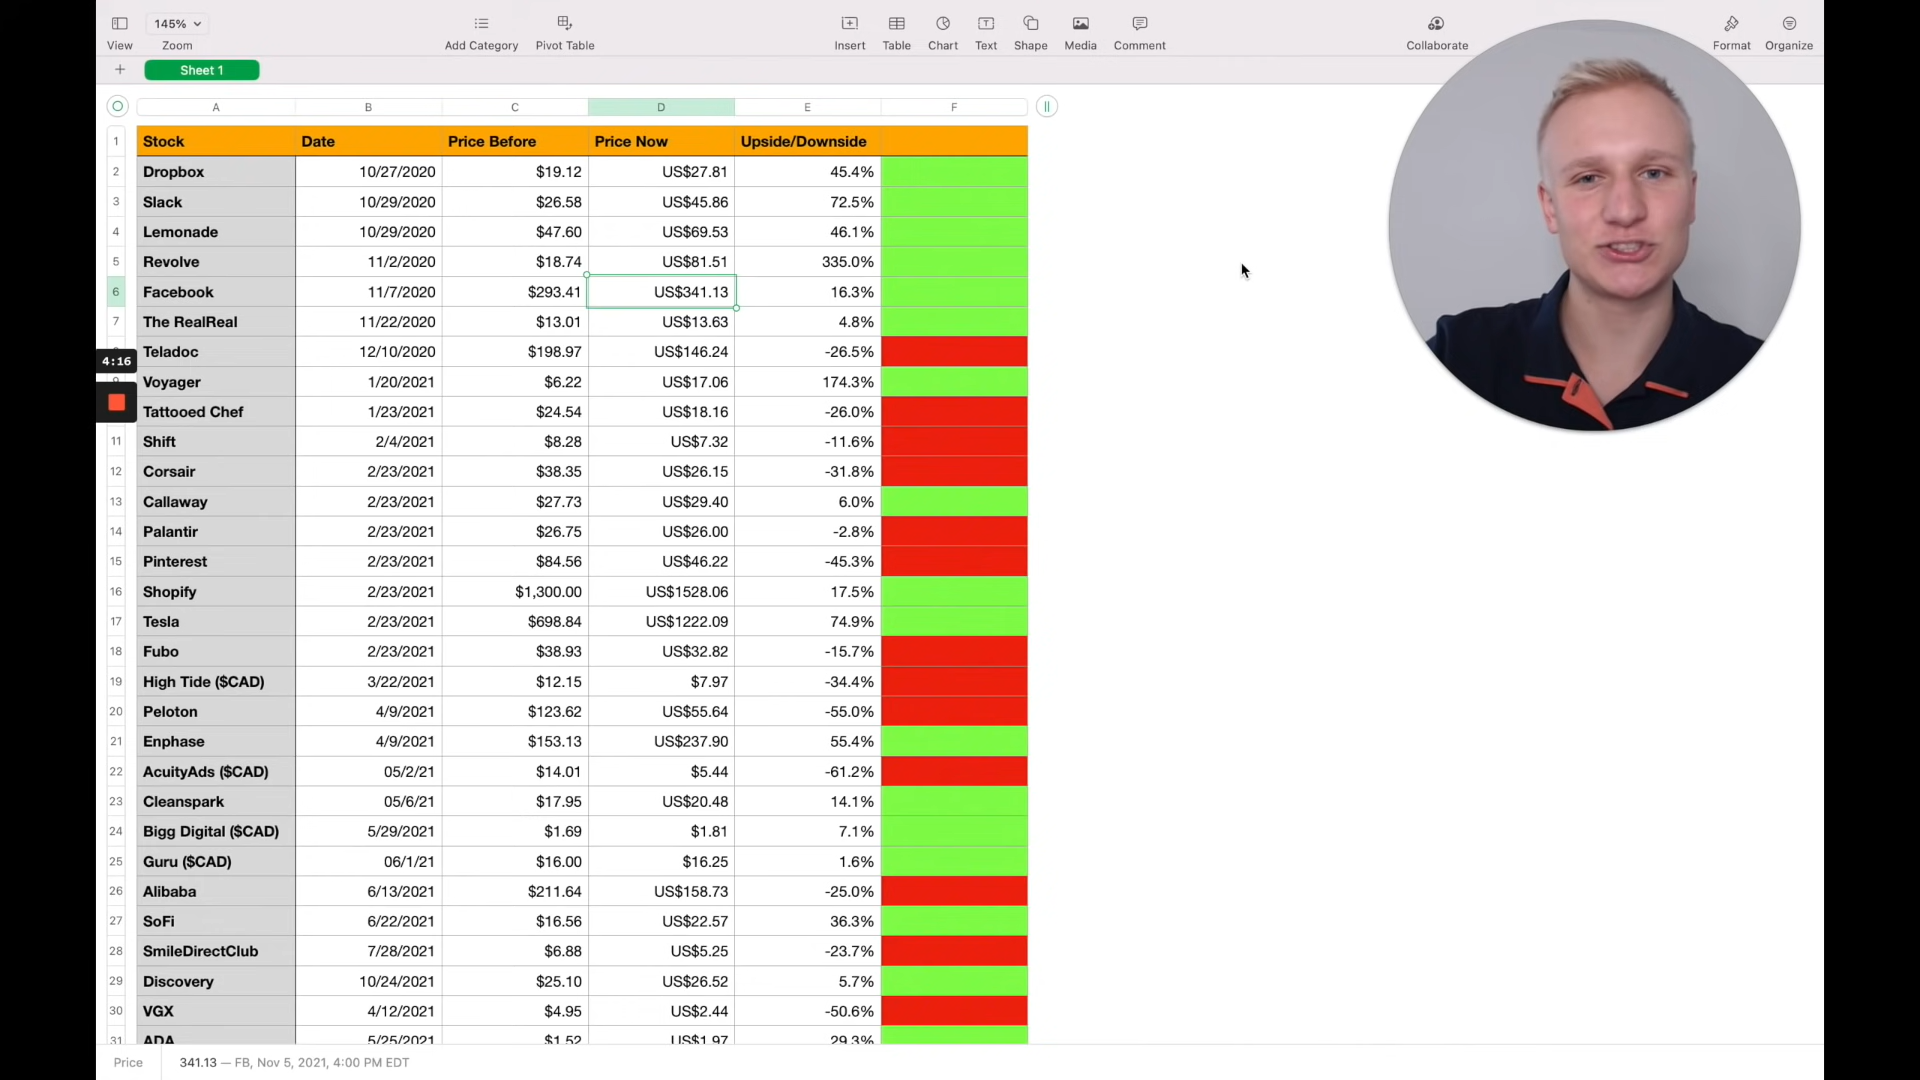 145%
View Zoom Add Category Pivot Table Insert Table Chart Text Shape Media Comment Collaborate Format Organize
Sheet 1
A B C D E F
1 Stock Date Price Before Price Now Upside/Downside
2 Dropbox 10/27/2020 $19.12 US$27.81 45.4%
3 Slack 10/29/2020 $26.58 US$45.86 72.5%
4 Lemonade 10/29/2020 $47.60 US$69.53 46.1%
5 Revolve 11/2/2020 $18.74 US$81.51 335.0%
6 Facebook 11/7/2020 $293.41 US$341.13 16.3%
7 The RealReal 11/22/2020 $13.01 US$13.63 4.8%
Teladoc 12/10/2020 $198.97 US$146.24 -26.5%
4:16
Voyager 1/20/2021 $6.22 US$17.06 174.3%
Tattooed Chef 1/23/2021 $24.54 US$18.16 -26.0%
11 Shift 2/4/2021 $8.28 US$7.32 -11.6%
12 Corsair 2/23/2021 $38.35 US$26.15 -31.8%
13 Callaway 2/23/2021 $27.73 US$29.40 6.0%
14 Palantir 2/23/2021 $26.75 US$26.00 -2.8%
15 Pinterest 2/23/2021 $84.56 US$46.22 -45.3%
16 Shopify 2/23/2021 $1,300.00 US$1528.06 17.5%
17 Tesla 2/23/2021 $698.84 US$1222.09 74.9%
18 Fubo 2/23/2021 $38.93 US$32.82 -15.7%
19 High Tide ($CAD) 3/22/2021 $12.15 $7.97 -34.4%
20 Peloton 4/9/2021 $123.62 US$55.64 -55.0%
21 Enphase 4/9/2021 $153.13 US$237.90 55.4%
22 AcuityAds ($CAD) 05/2/21 $14.01 $5.44 -61.2%
23 Cleanspark 05/6/21 $17.95 US$20.48 14.1%
24 Bigg Digital ($CAD) 5/29/2021 $1.69 $1.81 7.1%
25 Guru ($CAD) 06/1/21 $16.00 $16.25 1.6%
26 Alibaba 6/13/2021 $211.64 US$158.73 -25.0%
27 SoFi 6/22/2021 $16.56 US$22.57 36.3%
28 SmileDirectClub 7/28/2021 $6.88 US$5.25 -23.7%
29 Discovery 10/24/2021 $25.10 US$26.52 5.7%
30 VGX 4/12/2021 $4.95 US$2.44 -50.6%
31 ADA 5/25/2021 $1.52 US$1.97 29.3%
Price 341.13 — FB, Nov 5, 2021, 4:00 PM EDT